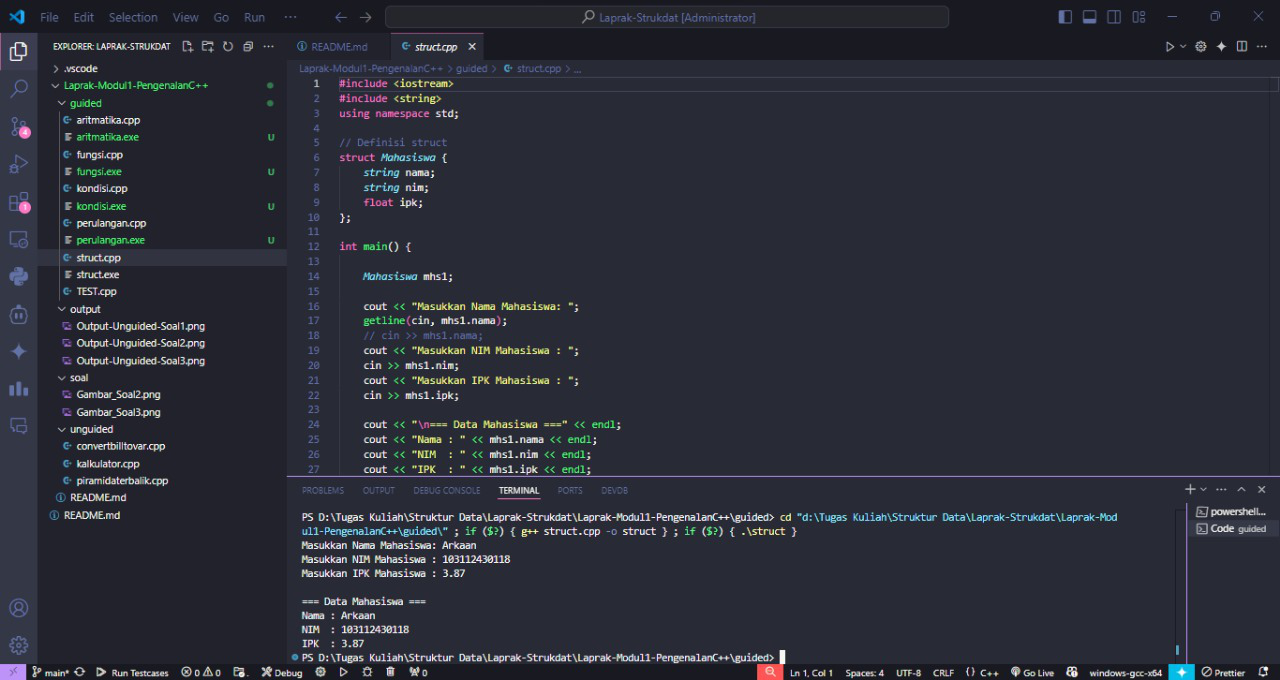 File Edit Selection View Go Run ··· Laprak-Strukdat [Administrator]
EXPLORER: LAPRAK-STRUKDAT
.vscode
Laprak-Modul1-PengenalanC++
guided
aritmatika.cpp
aritmatika.exe U
fungsi.cpp
fungsi.exe U
kondisi.cpp
kondisi.exe U
perulangan.cpp
perulangan.exe U
struct.cpp
struct.exe
TEST.cpp
output
Output-Unguided-Soal1.png
Output-Unguided-Soal2.png
Output-Unguided-Soal3.png
soal
Gambar_Soal2.png
Gambar_Soal3.png
unguided
convertbilltovar.cpp
kalkulator.cpp
piramidaterbalik.cpp
README.md
README.md
4
1
README.md struct.cpp
Laprak-Modul1-PengenalanC++ > guided > struct.cpp > ...
1 #include <iostream>
2 #include <string>
3 using namespace std;
4
5 // Definisi struct
6 struct Mahasiswa {
7 string nama;
8 string nim;
9 float ipk;
10 };
11
12 int main() {
13
14 Mahasiswa mhs1;
15
16 cout << "Masukkan Nama Mahasiswa: ";
17 getline(cin, mhs1.nama);
18 // cin >> mhs1.nama;
19 cout << "Masukkan NIM Mahasiswa : ";
20 cin >> mhs1.nim;
21 cout << "Masukkan IPK Mahasiswa : ";
22 cin >> mhs1.ipk;
23
24 cout << "\n=== Data Mahasiswa ===" << endl;
25 cout << "Nama : " << mhs1.nama << endl;
26 cout << "NIM  : " << mhs1.nim << endl;
27 cout << "IPK  : " << mhs1.ipk << endl;
PROBLEMS OUTPUT DEBUG CONSOLE TERMINAL PORTS DEVDB
PS D:\Tugas Kuliah\Struktur Data\Laprak-Strukdat\Laprak-Modul1-PengenalanC++\guided> cd "d:\Tugas Kuliah\Struktur Data\Laprak-Strukdat\Laprak-Mod
ul1-PengenalanC++\guided\" ; if ($?) { g++ struct.cpp -o struct } ; if ($?) { .\struct }
Masukkan Nama Mahasiswa: Arkaan
Masukkan NIM Mahasiswa : 103112430118
Masukkan IPK Mahasiswa : 3.87
=== Data Mahasiswa ===
Nama : Arkaan
NIM  : 103112430118
IPK  : 3.87
PS D:\Tugas Kuliah\Struktur Data\Laprak-Strukdat\Laprak-Modul1-PengenalanC++\guided>
powershell...
Code guided
main* Run Testcases 0 0 Debug 0 Ln 1, Col 1 Spaces: 4 UTF-8 CRLF {} C++ Go Live windows-gcc-x64 Prettier